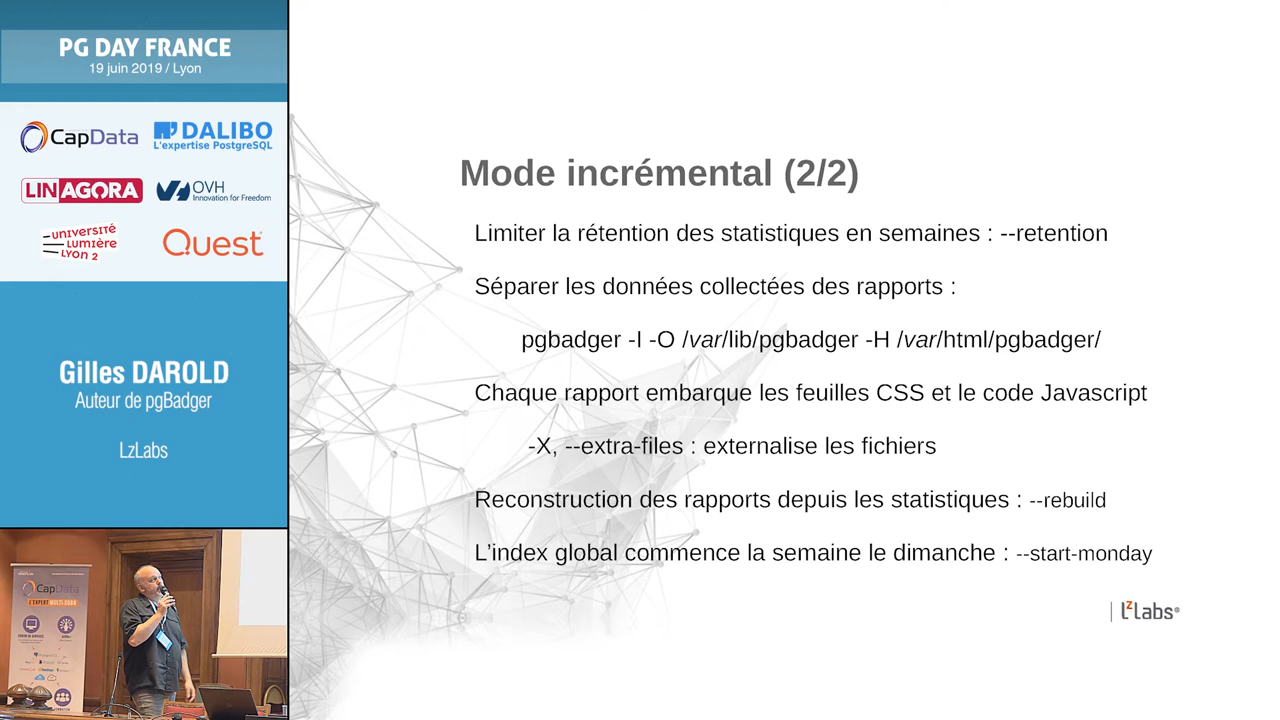 PG DAY FRANCE
19 juin 2019 / Lyon
CapData
DALIBO
L'expertise PostgreSQL
LINAGORA
OVH
Innovation for Freedom
UNIVERSITÉ
LUMIÈRE
LYON 2
Quest
Gilles DAROLD
Auteur de pgBadger
LzLabs
CapData
Mode incrémental (2/2)
Limiter la rétention des statistiques en semaines : --retention
Séparer les données collectées des rapports :
pgbadger -I -O /var/lib/pgbadger -H /var/html/pgbadger/
Chaque rapport embarque les feuilles CSS et le code Javascript
-X, --extra-files : externalise les fichiers
Reconstruction des rapports depuis les statistiques : --rebuild
L’index global commence la semaine le dimanche : --start-monday
LzLabs®